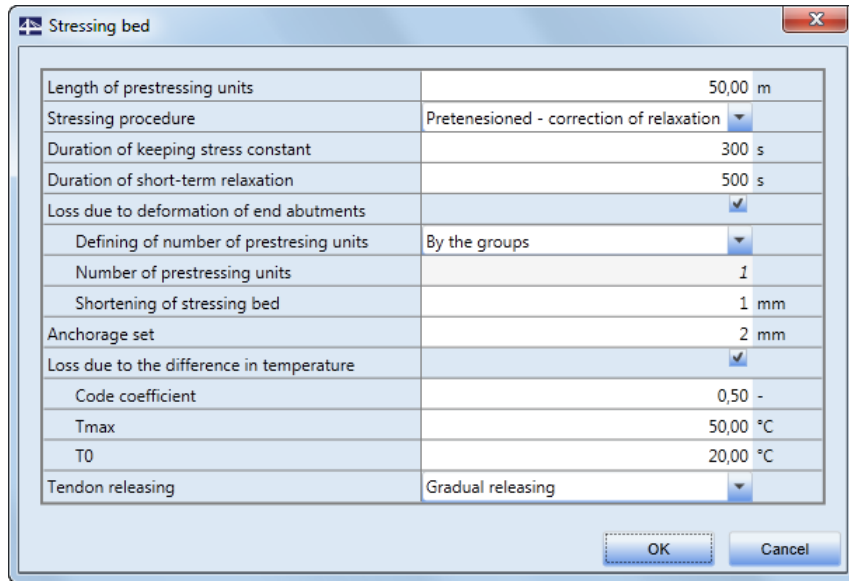 Stressing bed
Length of prestressing units 50,00 m
Stressing procedure Pretenesioned - correction of relaxation
Duration of keeping stress constant 300 s
Duration of short-term relaxation 500 s
Loss due to deformation of end abutments
Defining of number of prestresing units By the groups
Number of prestressing units 1
Shortening of stressing bed 1 mm
Anchorage set 2 mm
Loss due to the difference in temperature
Code coefficient 0,50 -
Tmax 50,00 °C
T0 20,00 °C
Tendon releasing Gradual releasing
OK Cancel